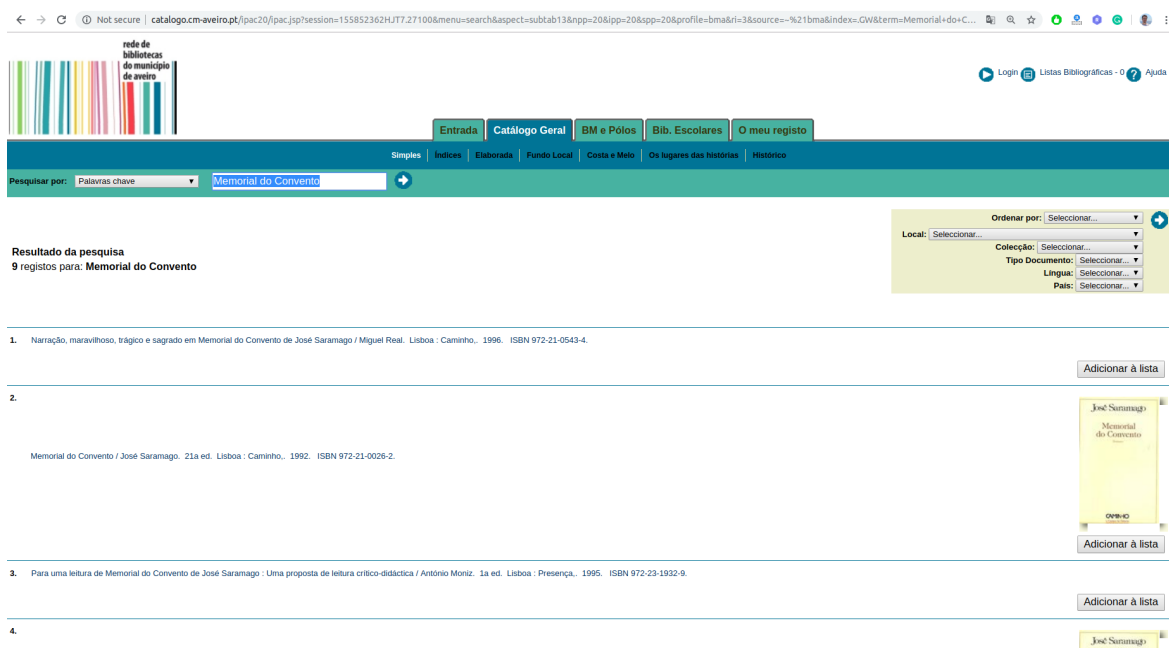 Not secure | catalogo.cm-aveiro.pt/ipac20/ipac.jsp?session=155852362HJT7.27100&menu=search&aspect=subtab13&npp=20&ipp=20&spp=20&profile=bma&ri=3&source=~%21bma&index=.GW&term=Memorial+do+C...
rede de
bibliotecas
do município
de aveiro
Login Listas Bibliográficas - 0 Ajuda
Entrada Catálogo Geral BM e Pólos Bib. Escolares O meu registo
Simples Índices Elaborada Fundo Local Costa e Melo Os lugares das histórias Histórico
Pesquisar por: Palavras chave Memorial do Convento
Ordenar por: Seleccionar...
Local: Seleccionar...
Colecção: Seleccionar...
Tipo Documento: Seleccionar...
Língua: Seleccionar...
País: Seleccionar...
Resultado da pesquisa
9 registos para: Memorial do Convento
1. Narração, maravilhoso, trágico e sagrado em Memorial do Convento de José Saramago / Miguel Real. Lisboa : Caminho,. 1996. ISBN 972-21-0543-4.
Adicionar à lista
2.
José Saramago
Memorial
do Convento
Memorial do Convento / José Saramago. 21a ed. Lisboa : Caminho,. 1992. ISBN 972-21-0026-2.
CAMINHO
Adicionar à lista
3. Para uma leitura de Memorial do Convento de José Saramago : Uma proposta de leitura crítico-didáctica / António Moniz. 1a ed. Lisboa : Presença,. 1995. ISBN 972-23-1932-9.
Adicionar à lista
4.
José Saramago